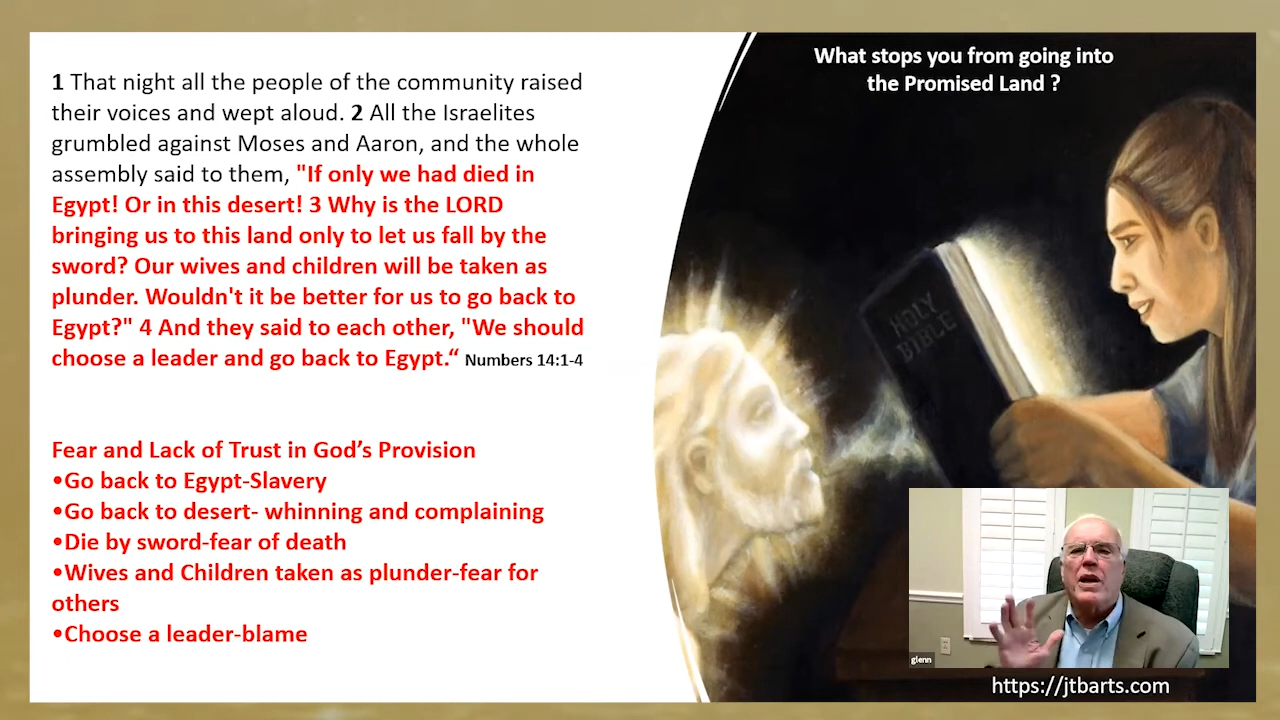 1 That night all the people of the community raised
their voices and wept aloud. 2 All the Israelites
grumbled against Moses and Aaron, and the whole
assembly said to them, "If only we had died in
Egypt! Or in this desert! 3 Why is the LORD
bringing us to this land only to let us fall by the
sword? Our wives and children will be taken as
plunder. Wouldn't it be better for us to go back to
Egypt?" 4 And they said to each other, "We should
choose a leader and go back to Egypt.“ Numbers 14:1-4
Fear and Lack of Trust in God’s Provision
•Go back to Egypt-Slavery
•Go back to desert- whinning and complaining
•Die by sword-fear of death
•Wives and Children taken as plunder-fear for
others
•Choose a leader-blame
What stops you from going into
the Promised Land ?
HOLY
BIBLE
glenn
https://jtbarts.com